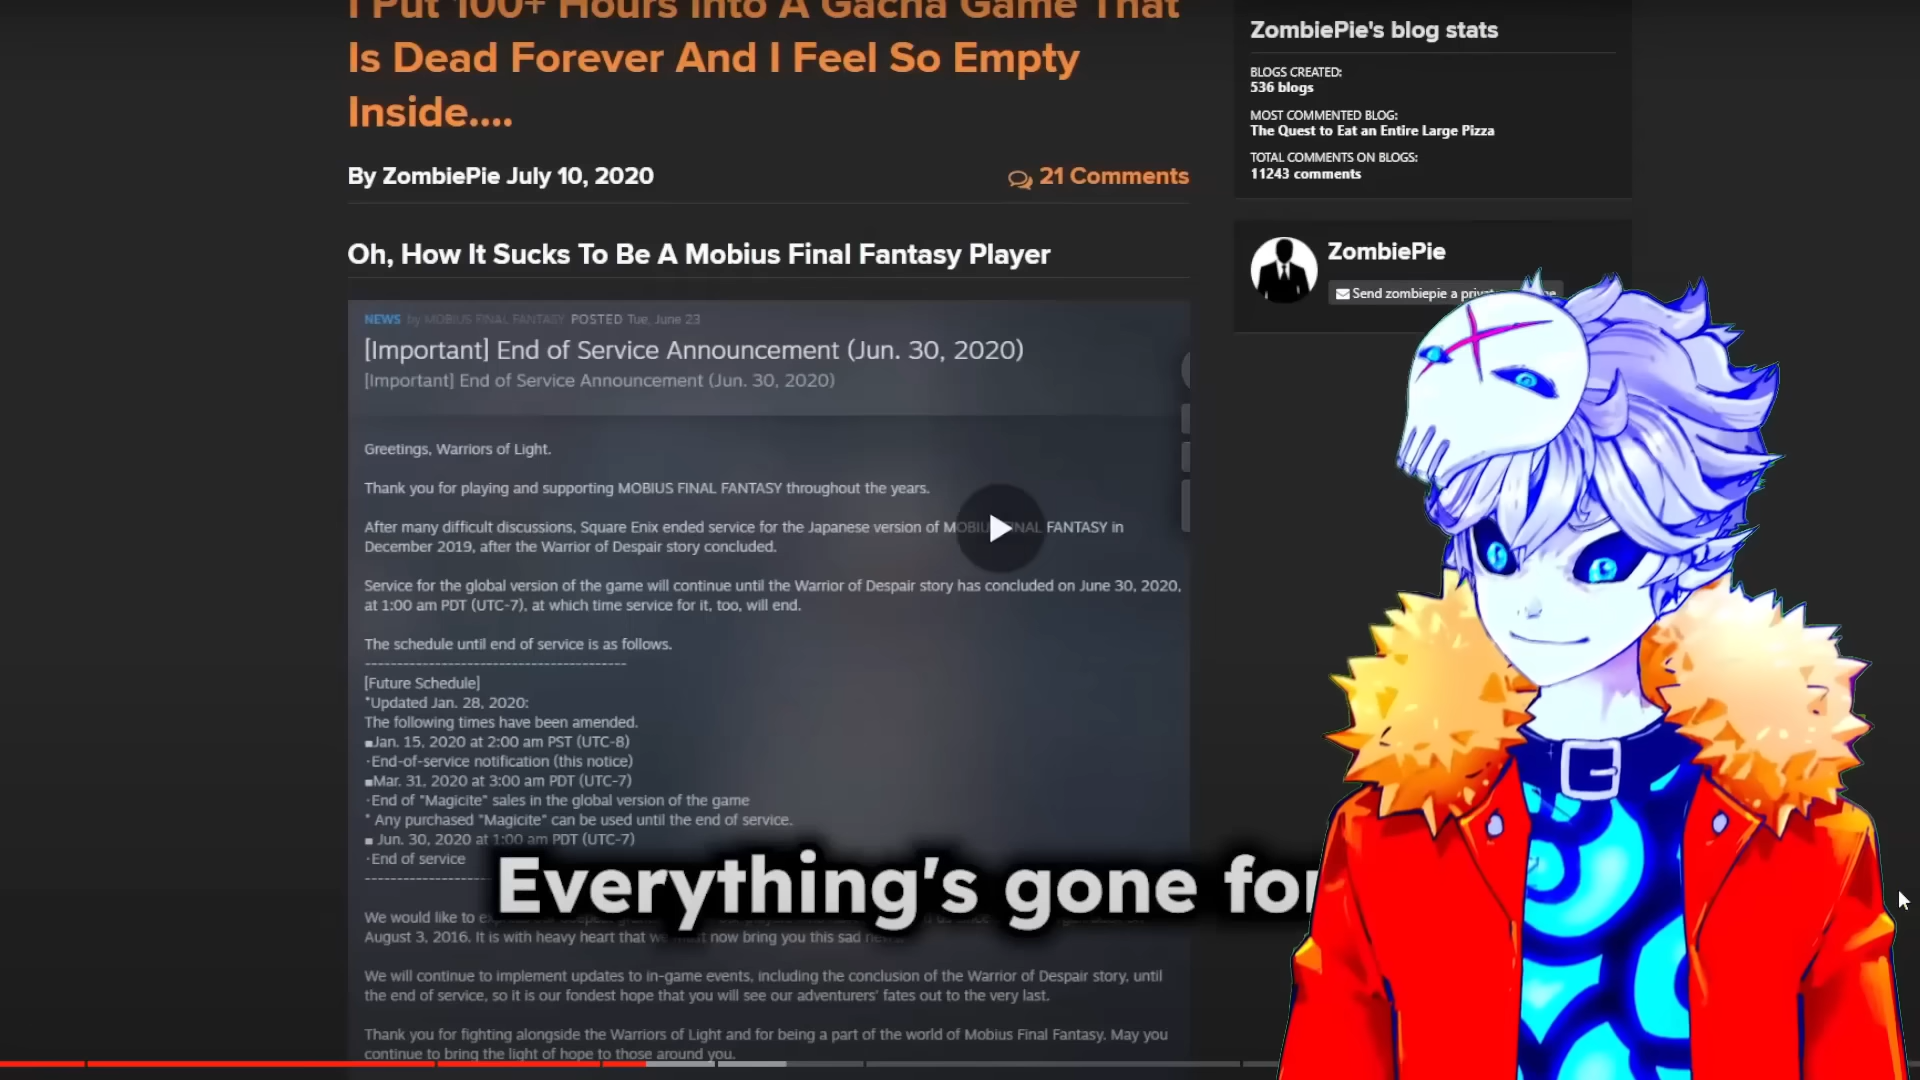 I Put 100+ Hours Into A Gacha Game That
Is Dead Forever And I Feel So Empty
Inside....
By ZombiePie July 10, 2020
21 Comments
Oh, How It Sucks To Be A Mobius Final Fantasy Player
NEWS by MOBIUS FINAL FANTASY POSTED Tue, June 23
[Important] End of Service Announcement (Jun. 30, 2020)
[Important] End of Service Announcement (Jun. 30, 2020)
Greetings, Warriors of Light.
Thank you for playing and supporting MOBIUS FINAL FANTASY throughout the years.
After many difficult discussions, Square Enix ended service for the Japanese version of MOBIUS FINAL FANTASY in
December 2019, after the Warrior of Despair story concluded.
Service for the global version of the game will continue until the Warrior of Despair story has concluded on June 30, 2020,
at 1:00 am PDT (UTC-7), at which time service for it, too, will end.
The schedule until end of service is as follows.
-----------------------------------------
[Future Schedule]
*Updated Jan. 28, 2020:
The following times have been amended.
■Jan. 15, 2020 at 2:00 am PST (UTC-8)
·End-of-service notification (this notice)
■Mar. 31, 2020 at 3:00 am PDT (UTC-7)
·End of "Magicite" sales in the global version of the game
* Any purchased "Magicite" can be used until the end of service.
■ Jun. 30, 2020 at 1:00 am PDT (UTC-7)
·End of service
Everything's gone for
We would like to
August 3, 2016. It is with heavy heart that we must now bring you this sad
We will continue to implement updates to in-game events, including the conclusion of the Warrior of Despair story, until
the end of service, so it is our fondest hope that you will see our adventurers' fates out to the very last.
Thank you for fighting alongside the Warriors of Light and for being a part of the world of Mobius Final Fantasy. May you
continue to bring the light of hope to those around you.
ZombiePie's blog stats
BLOGS CREATED:
536 blogs
MOST COMMENTED BLOG:
The Quest to Eat an Entire Large Pizza
TOTAL COMMENTS ON BLOGS:
11243 comments
ZombiePie
Send zombiepie a